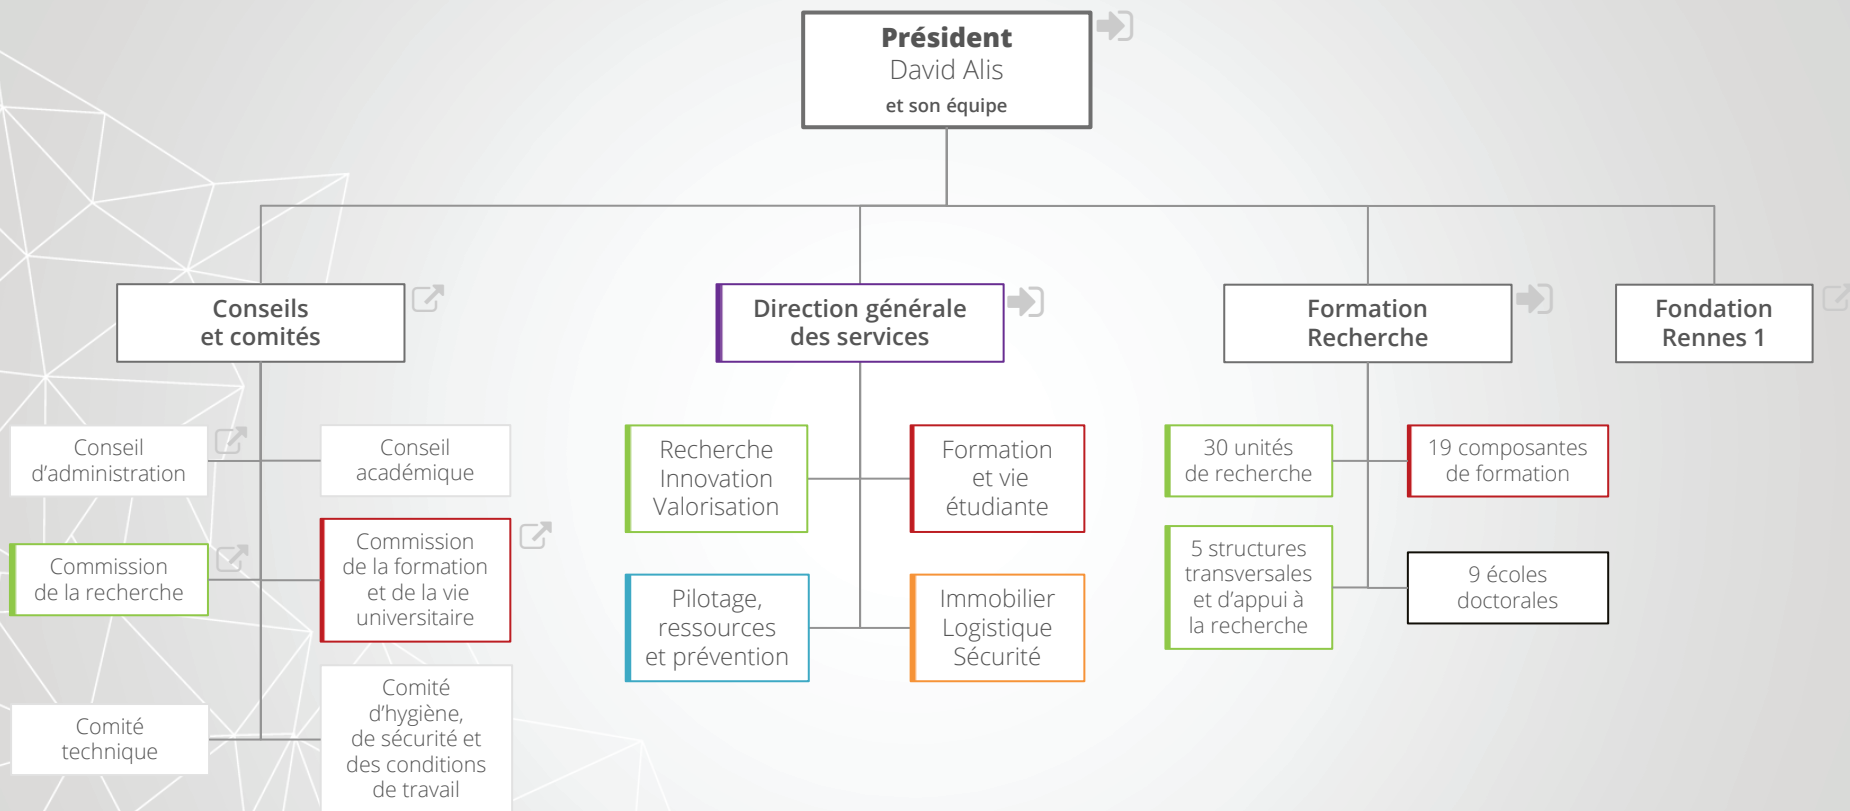 Président
David Alis
et son équipe
Conseils
et comités
Direction générale
des services
Formation
Recherche
Fondation
Rennes 1
Conseil
d’administration
Conseil
académique
Commission
de la recherche
Commission
de la formation
et de la vie
universitaire
Comité
technique
Comité
d’hygiène,
de sécurité et
des conditions
de travail
Recherche
Innovation
Valorisation
Formation
et vie
étudiante
Pilotage,
ressources
et prévention
Immobilier
Logistique
Sécurité
30 unités
de recherche
19 composantes
de formation
5 structures
transversales
et d’appui à
la recherche
9 écoles
doctorales